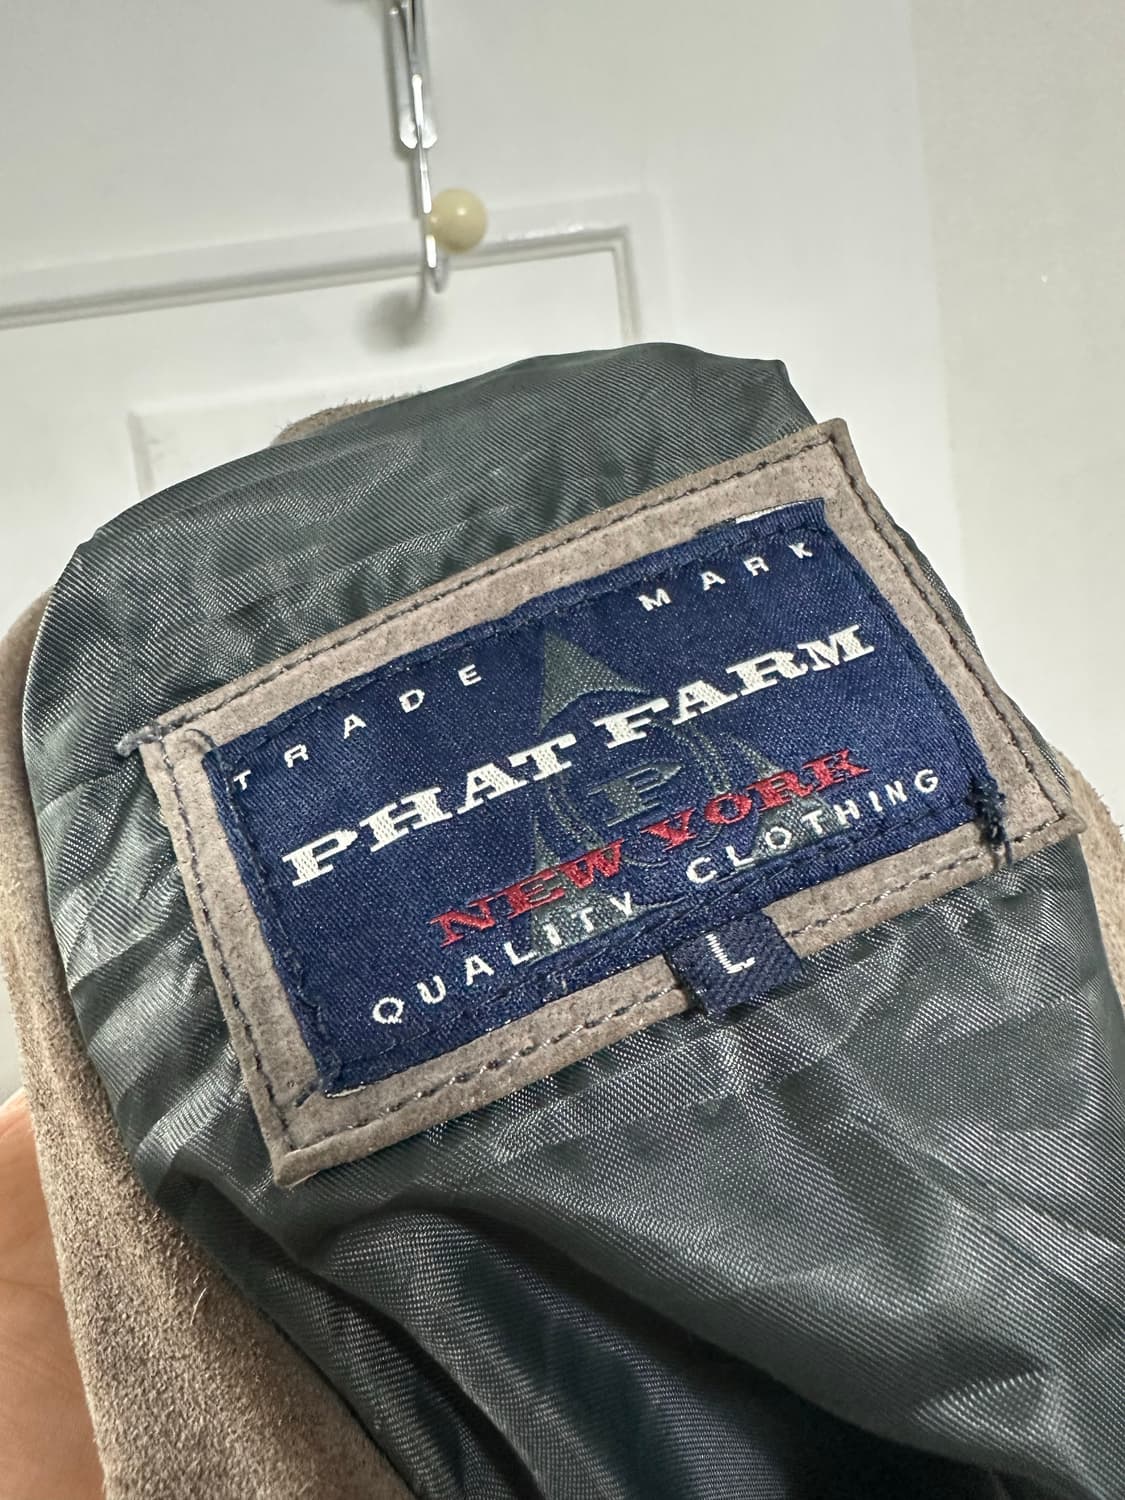 TRADE MARK
PHAT FARM
P
NEW YORK
QUALITY CLOTHING
L